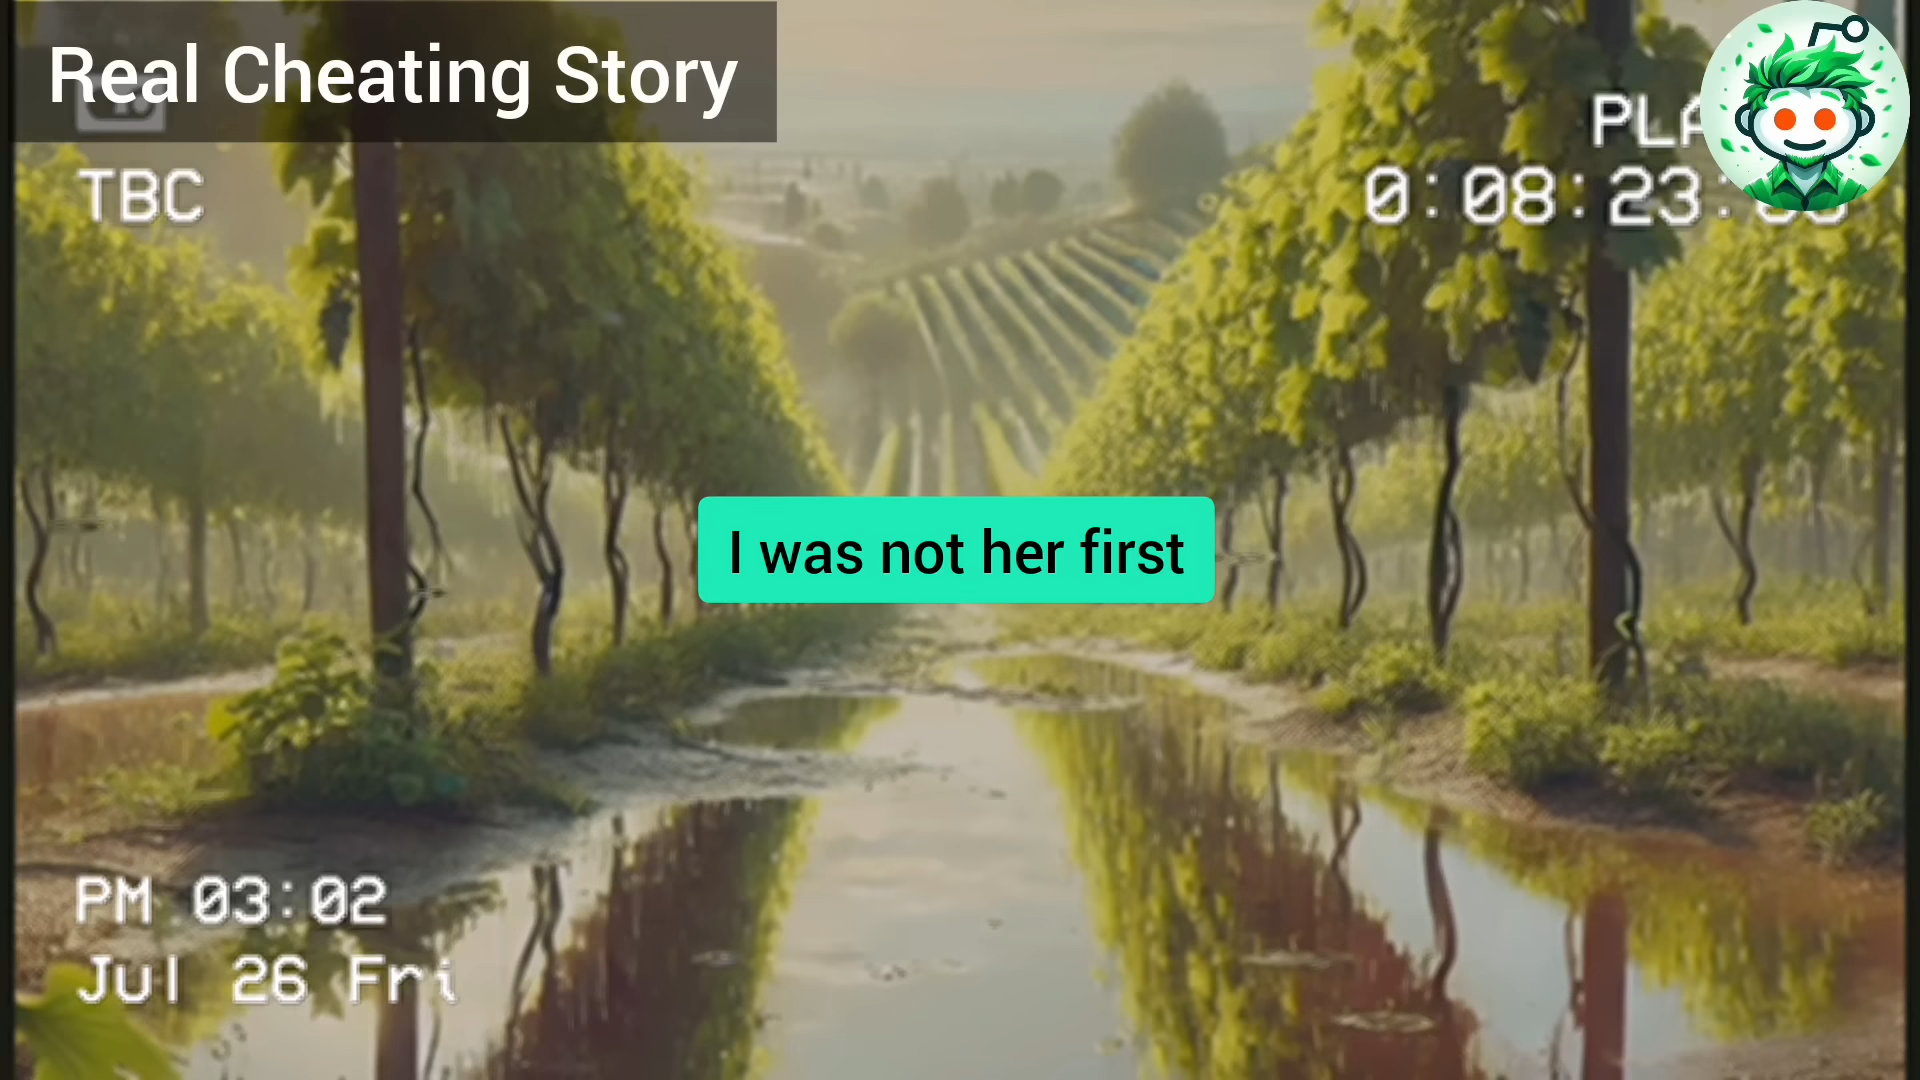 Real Cheating Story
TBC
0:08:23:
I was not her first
PM 03:02
Jul 26 Fri